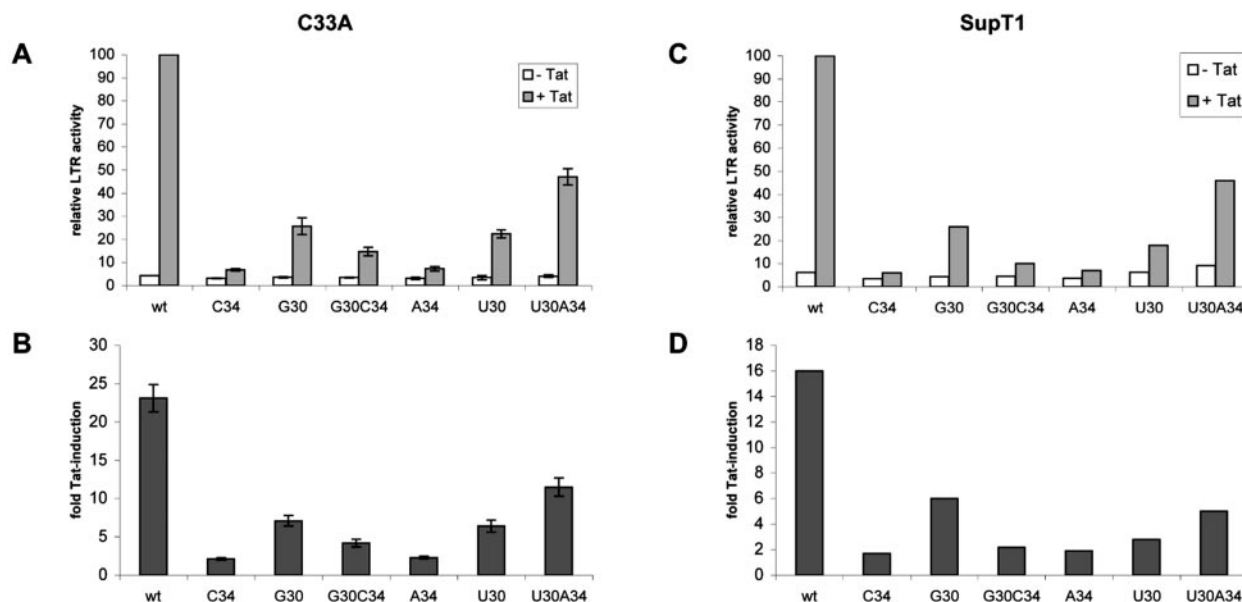 C33A
A
relative LTR activity
100
90
80
70
60
50
40
30
20
10
0
- Tat
+ Tat
wt C34 G30 G30C34 A34 U30 U30A34
B
fold Tat-induction
30
25
20
15
10
5
0
wt C34 G30 G30C34 A34 U30 U30A34
SupT1
C
relative LTR activity
100
90
80
70
60
50
40
30
20
10
0
- Tat
+ Tat
wt C34 G30 G30C34 A34 U30 U30A34
D
fold Tat-induction
18
16
14
12
10
8
6
4
2
0
wt C34 G30 G30C34 A34 U30 U30A34